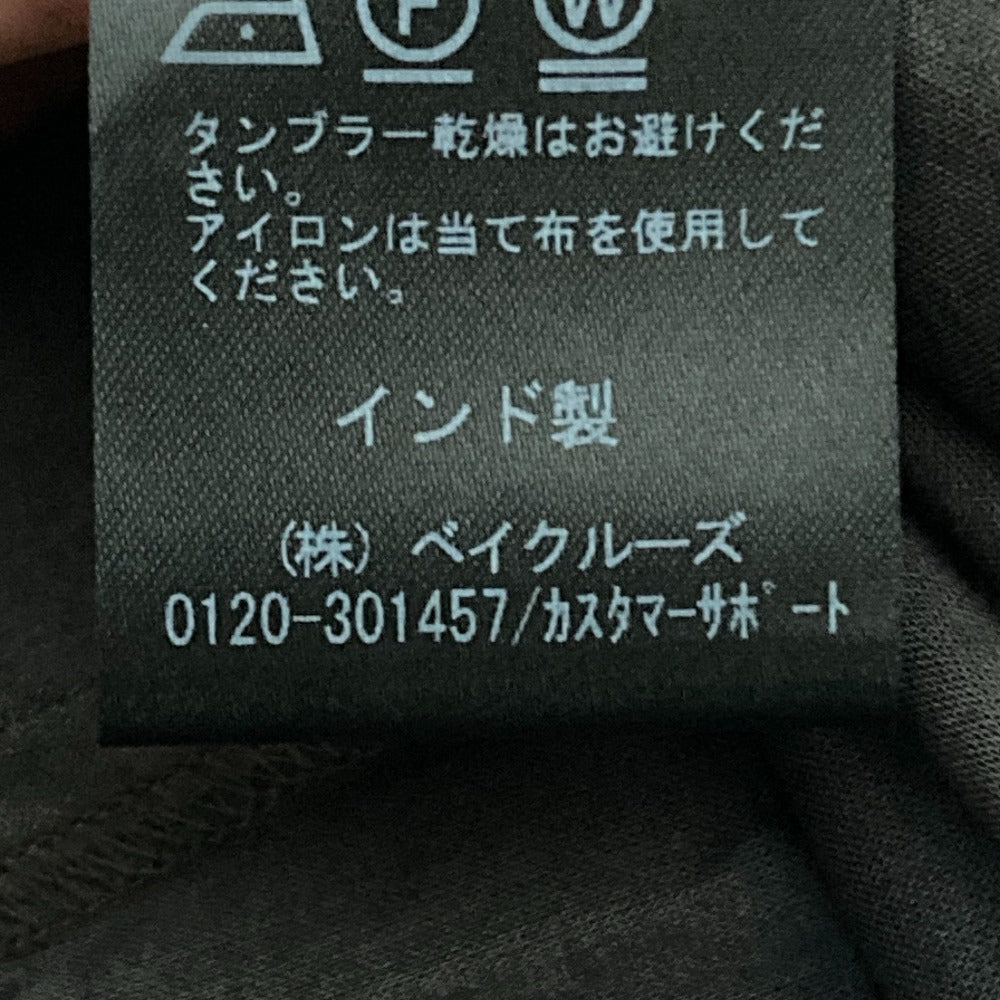 F W
タンブラー乾燥はお避けくだ
さい。
アイロンは当て布を使用して
ください。
インド製
(株) ベイクルーズ
0120-301457/ｶｽﾀﾏｰｻﾎﾟｰﾄ